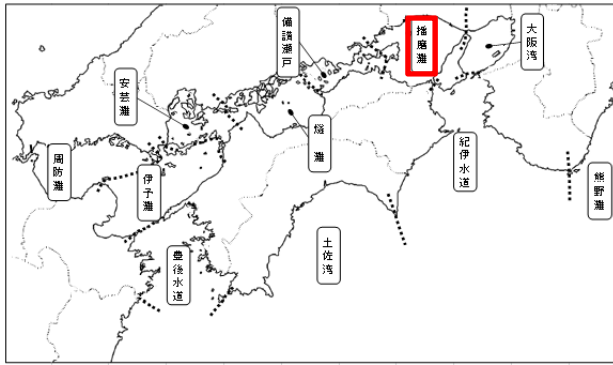 備讃瀬戸
播磨灘
大阪湾
安芸灘
燧灘
紀伊水道
周防灘
伊予灘
熊野灘
豊後水道
土佐湾